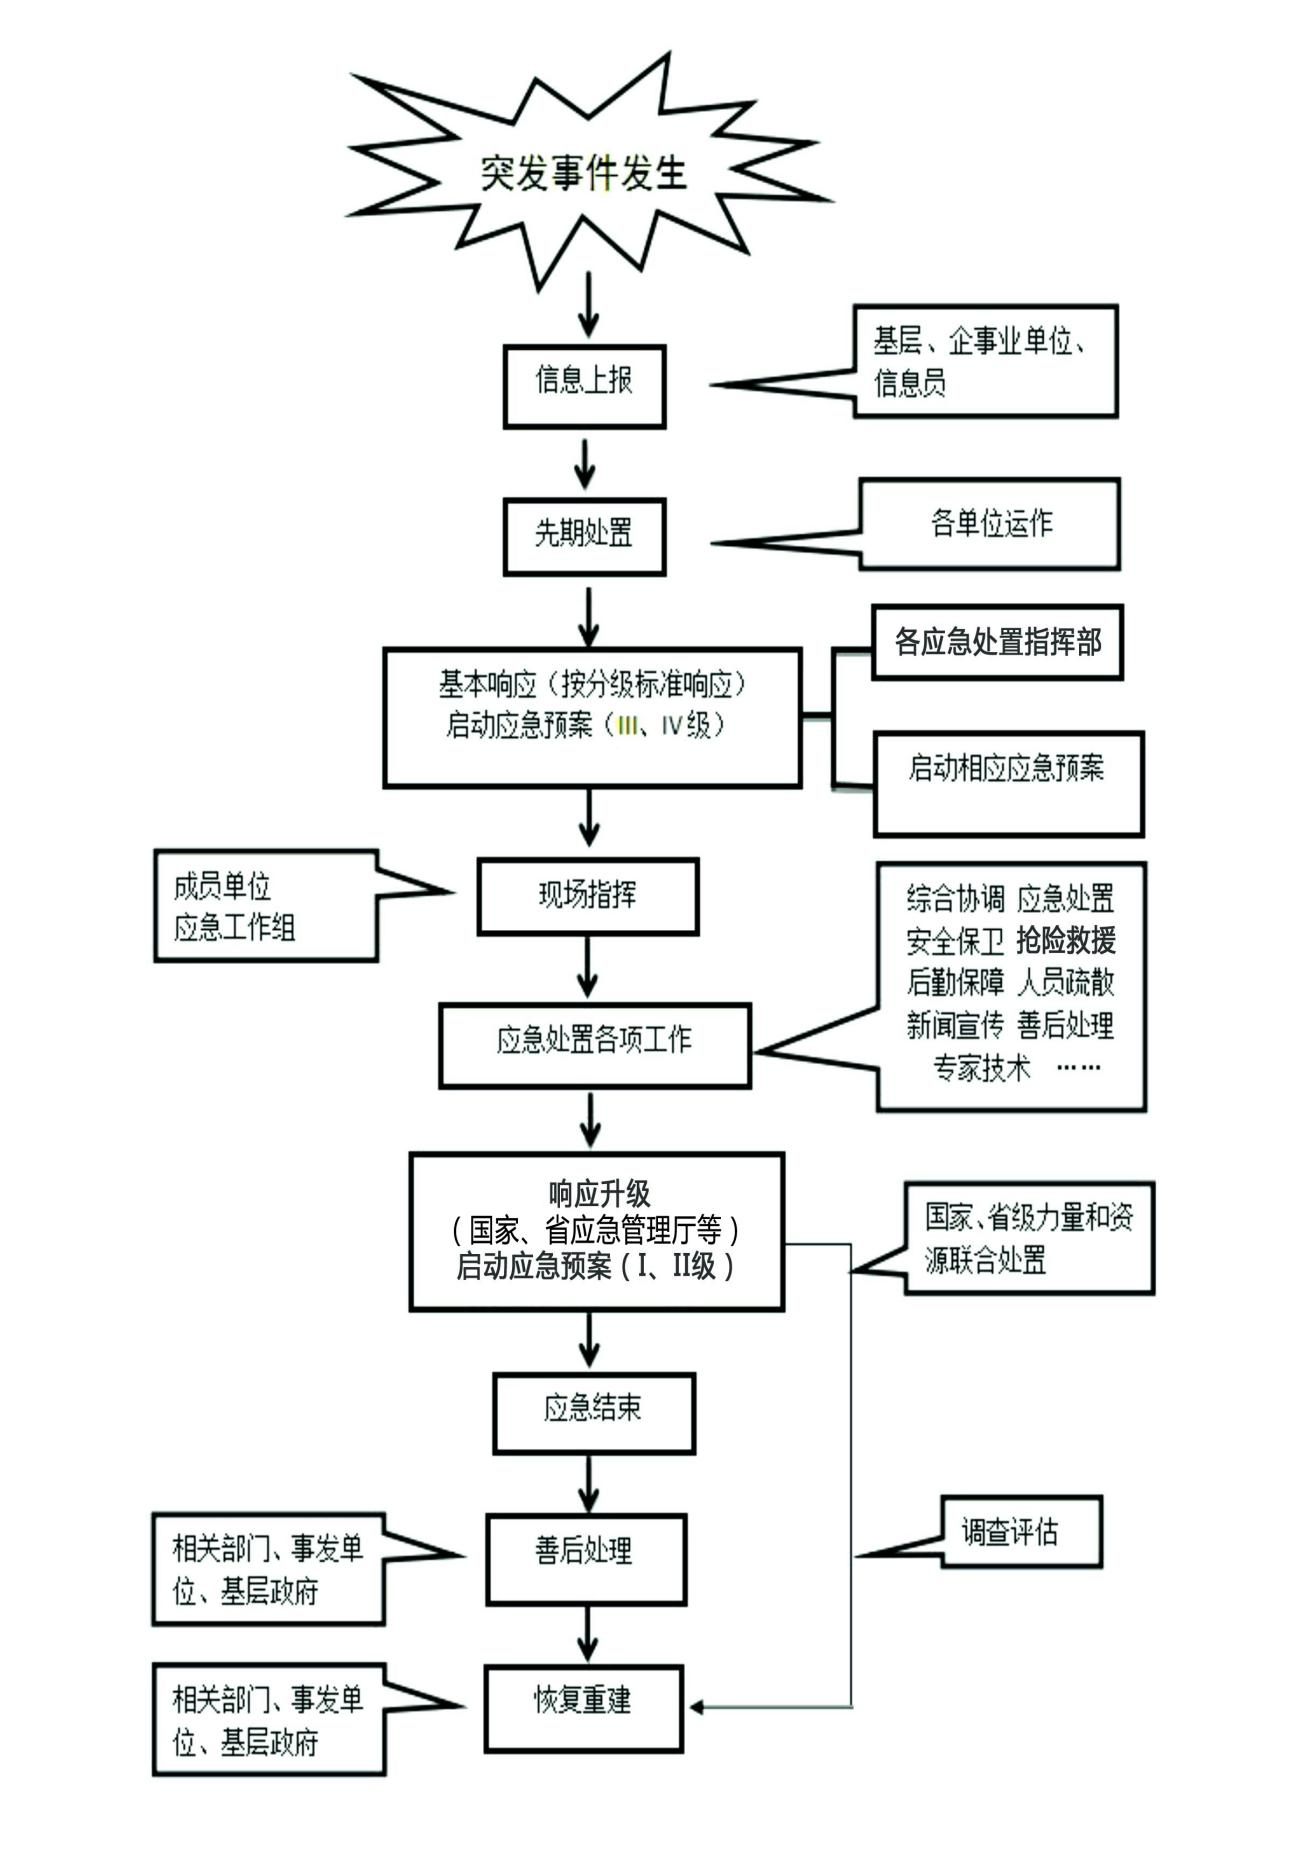 突发事件发生
信息上报
基层、企事业单位、
信息员
先期处置
各单位运作
基本响应（按分级标准响应）
启动应急预案（III、IV级）
各应急处置指挥部
启动相应应急预案
成员单位
应急工作组
现场指挥
应急处置各项工作
综合协调 应急处置
安全保卫 抢险救援
后勤保障 人员疏散
新闻宣传 善后处理
专家技术 ……
响应升级
（国家、省应急管理厅等）
启动应急预案（I、II级）
国家、省级力量和资
源联合处置
应急结束
相关部门、事发单
位、基层政府
善后处理
调查评估
相关部门、事发单
位、基层政府
恢复重建